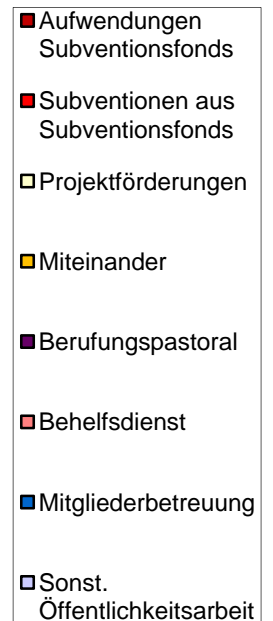 Aufwendungen
Subventionsfonds
Subventionen aus
Subventionsfonds
Projektförderungen
Miteinander
Berufungspastoral
Behelfsdienst
Mitgliederbetreuung
Sonst.
Öffentlichkeitsarbeit